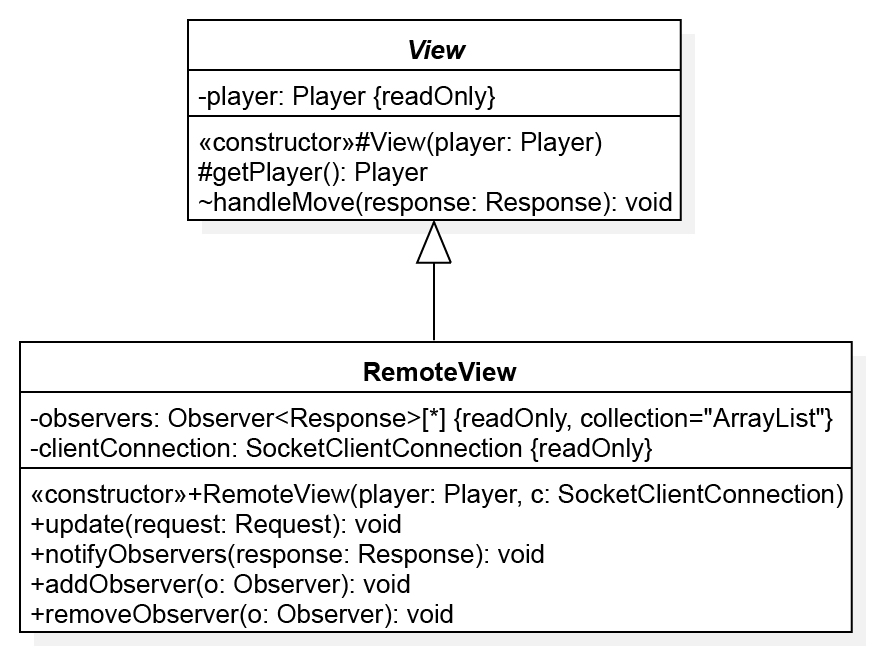 View
-player: Player {readOnly}
«constructor»#View(player: Player)
#getPlayer(): Player
~handleMove(response: Response): void
RemoteView
-observers: Observer<Response>[*] {readOnly, collection="ArrayList"}
-clientConnection: SocketClientConnection {readOnly}
«constructor»+RemoteView(player: Player, c: SocketClientConnection)
+update(request: Request): void
+notifyObservers(response: Response): void
+addObserver(o: Observer): void
+removeObserver(o: Observer): void